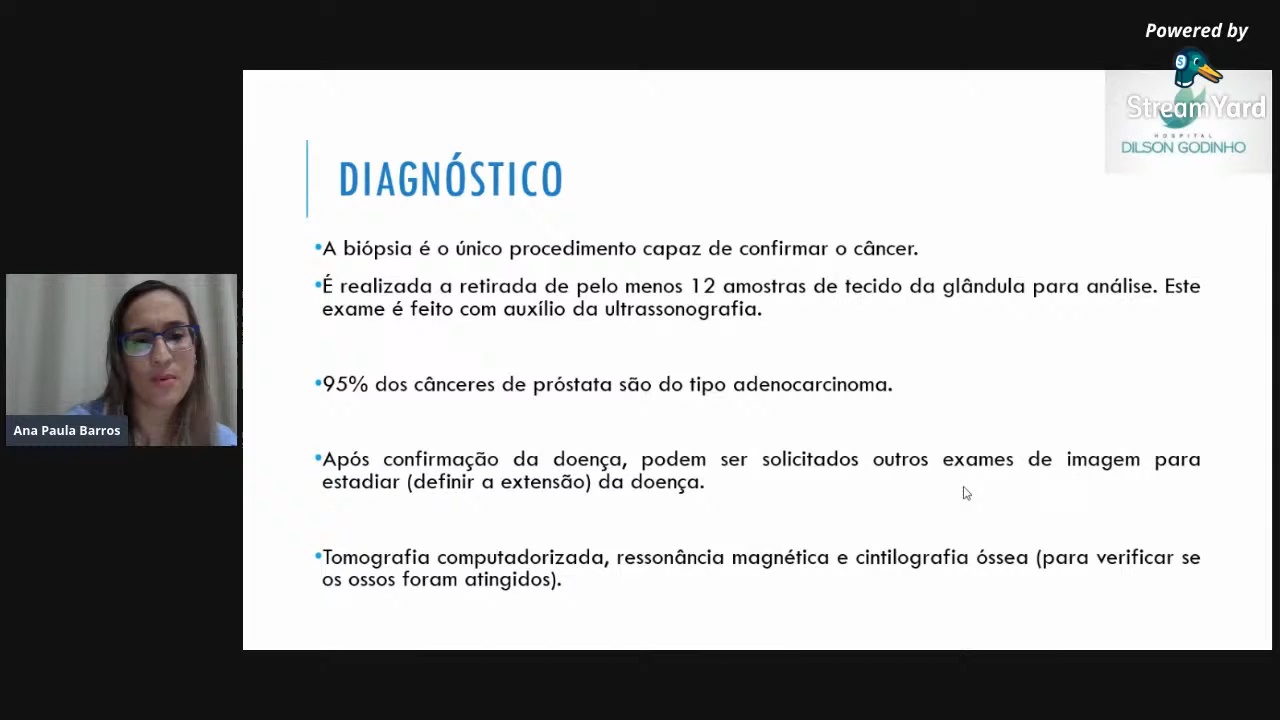 Powered by
StreamYard
HOSPITAL
DILSON GODINHO
DIAGNÓSTICO
•A biópsia é o único procedimento capaz de confirmar o câncer.
•É realizada a retirada de pelo menos 12 amostras de tecido da glândula para análise. Este
exame é feito com auxílio da ultrassonografia.
•95% dos cânceres de próstata são do tipo adenocarcinoma.
•Após confirmação da doença, podem ser solicitados outros exames de imagem para
estadiar (definir a extensão) da doença.
•Tomografia computadorizada, ressonância magnética e cintilografia óssea (para verificar se
os ossos foram atingidos).
Ana Paula Barros